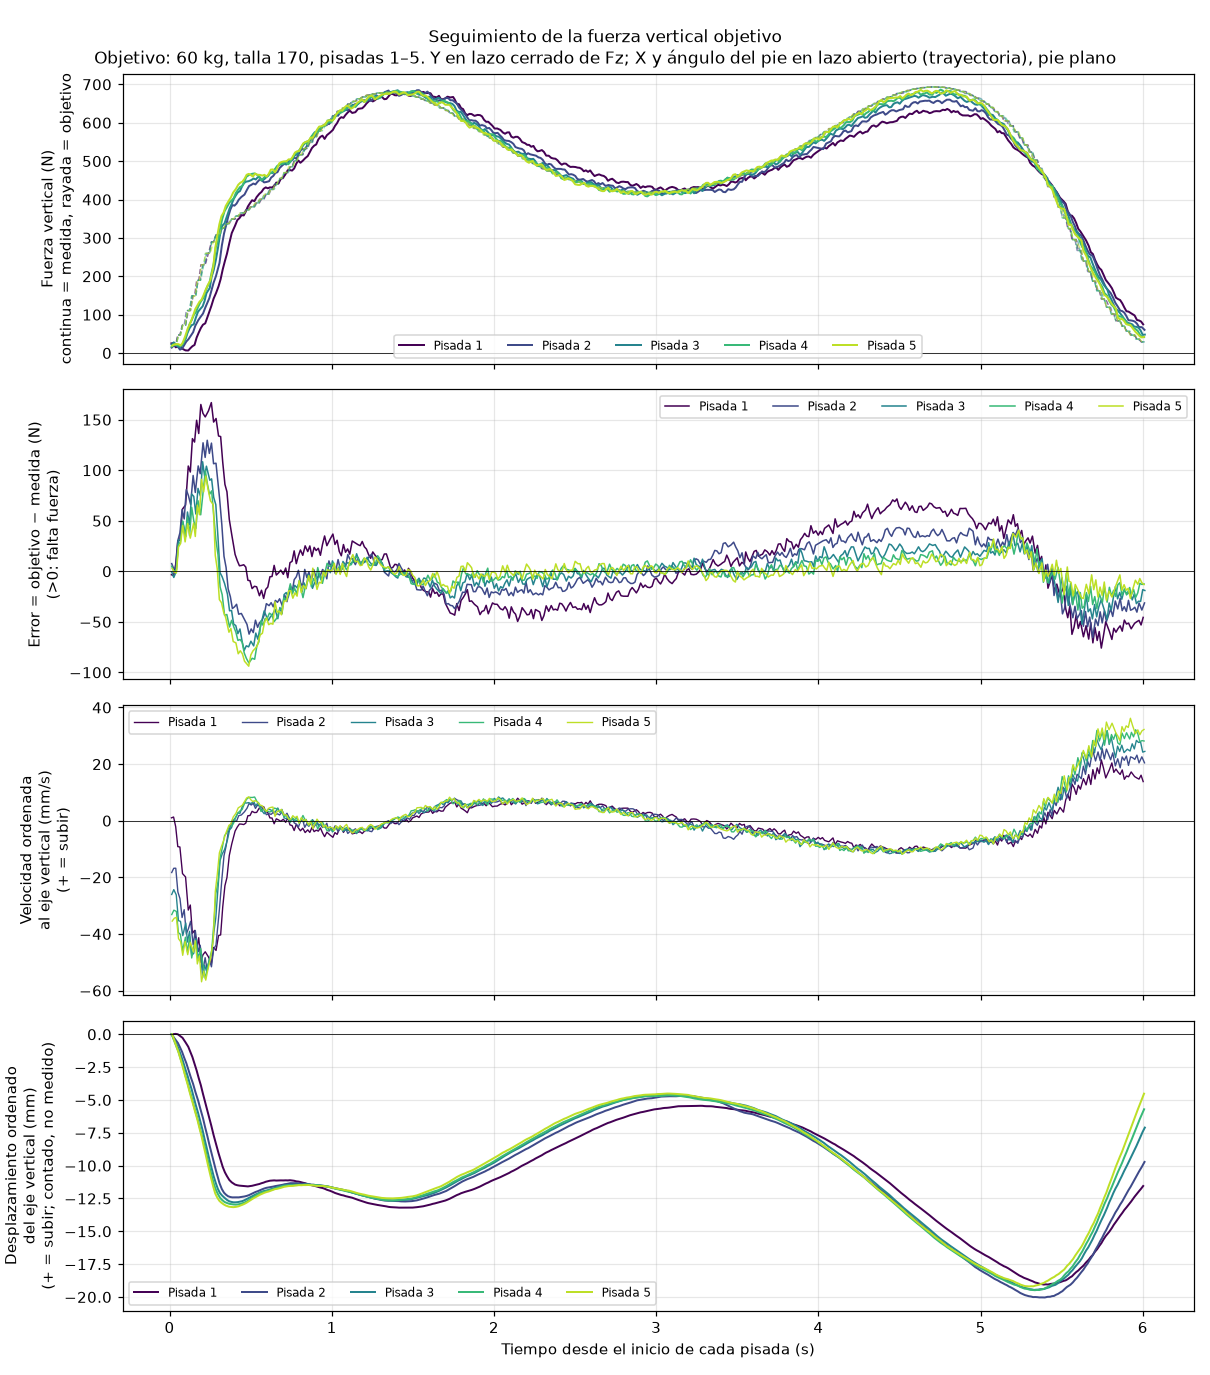 Seguimiento de la fuerza vertical objetivo
Objetivo: 60 kg, talla 170, pisadas 1–5. Y en lazo cerrado de Fz; X y ángulo del pie en lazo abierto (trayectoria), pie plano
Fuerza vertical (N)
continua = medida, rayada = objetivo
700
600
500
400
300
200
100
0
Pisada 1 Pisada 2 Pisada 3 Pisada 4 Pisada 5
Error = objetivo − medida (N)
(>0: falta fuerza)
150
100
50
0
−50
−100
Pisada 1 Pisada 2 Pisada 3 Pisada 4 Pisada 5
Velocidad ordenada
al eje vertical (mm/s)
(+ = subir)
40
20
0
−20
−40
−60
Pisada 1 Pisada 2 Pisada 3 Pisada 4 Pisada 5
Desplazamiento ordenado
del eje vertical (mm)
(+ = subir; contado, no medido)
0.0
−2.5
−5.0
−7.5
−10.0
−12.5
−15.0
−17.5
−20.0
Pisada 1 Pisada 2 Pisada 3 Pisada 4 Pisada 5
0 1 2 3 4 5 6
Tiempo desde el inicio de cada pisada (s)